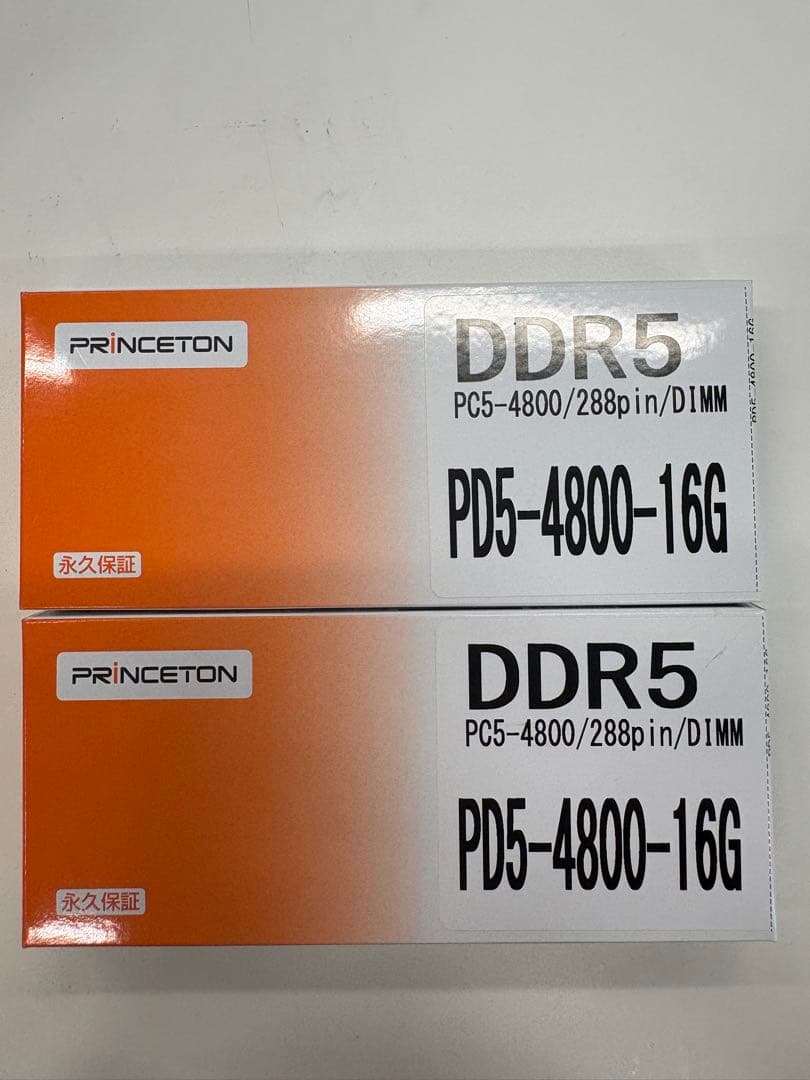 PRINCETON
DDR5
PC5-4800/288pin/DIMM
PD5-4800-16G
永久保証
PRINCETON
DDR5
PC5-4800/288pin/DIMM
PD5-4800-16G
永久保証